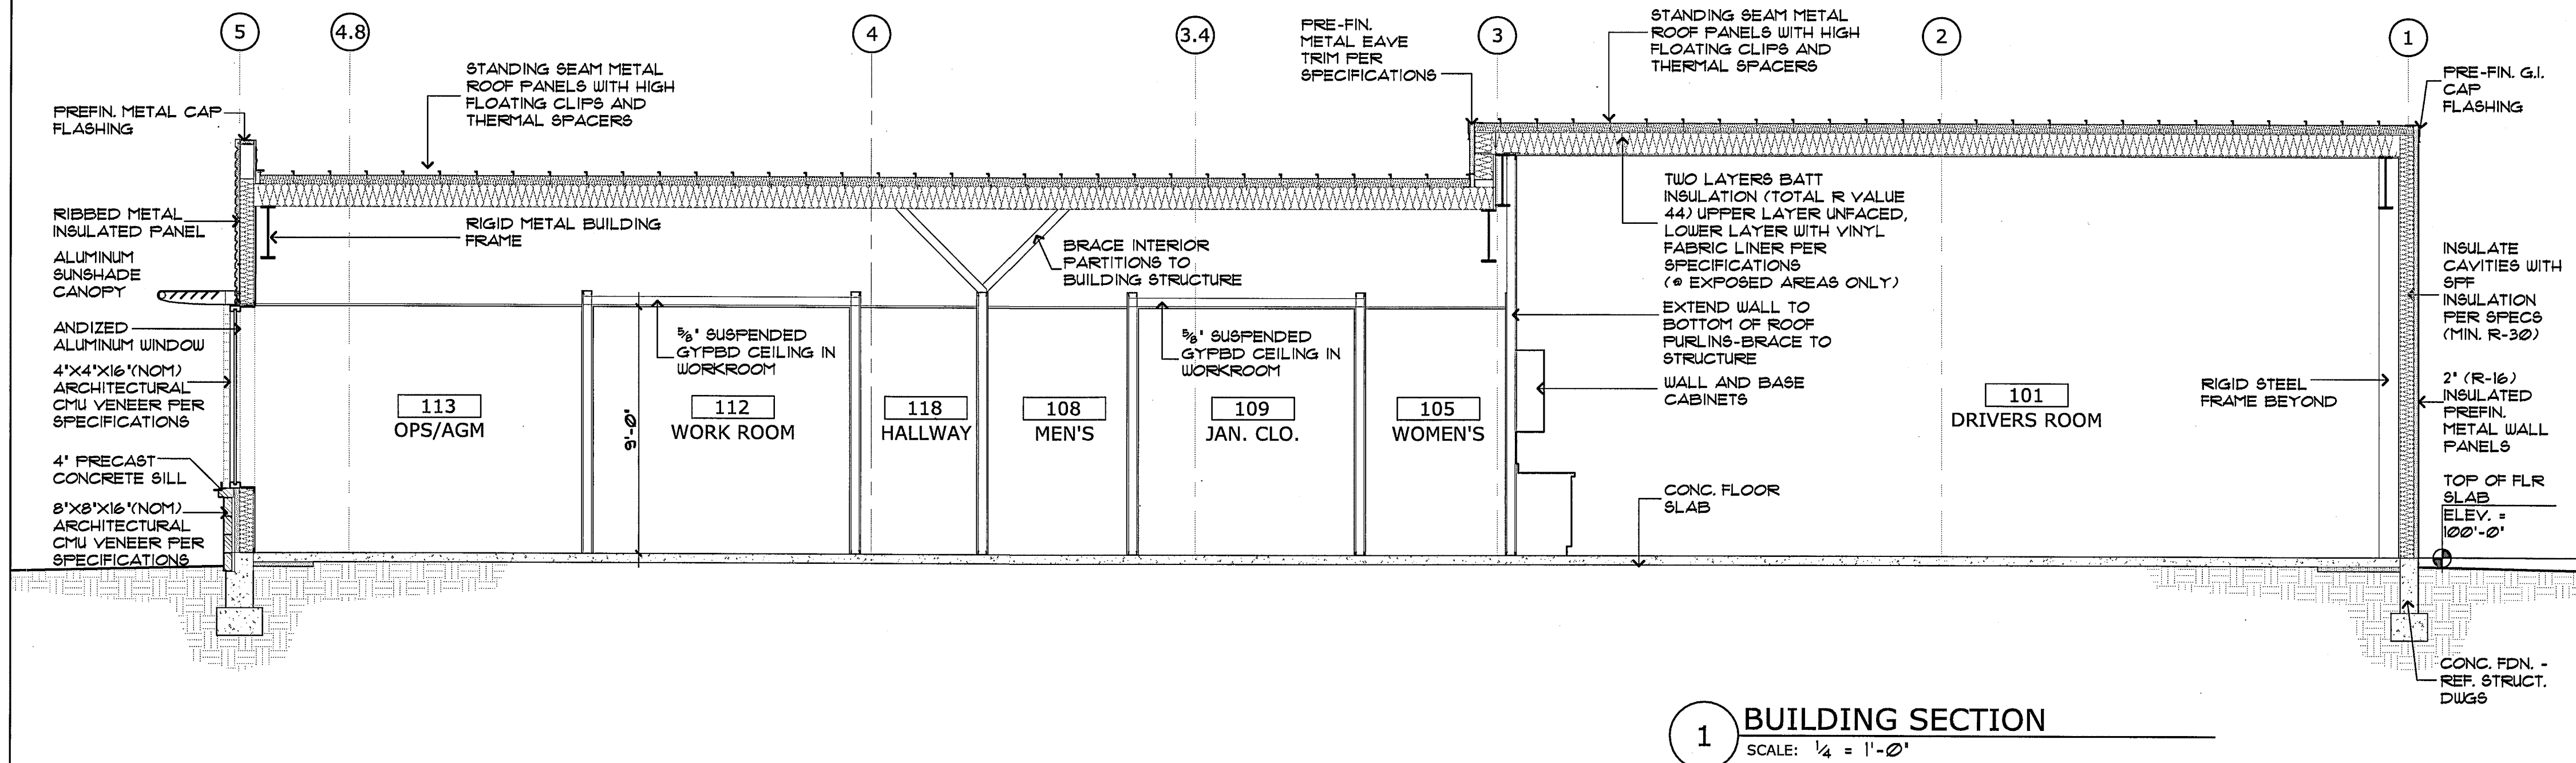 5
4.8
4
3.4
3
2
1
PREFIN. METAL CAP
FLASHING
STANDING SEAM METAL
ROOF PANELS WITH HIGH
FLOATING CLIPS AND
THERMAL SPACERS
PRE-FIN.
METAL EAVE
TRIM PER
SPECIFICATIONS
STANDING SEAM METAL
ROOF PANELS WITH HIGH
FLOATING CLIPS AND
THERMAL SPACERS
PRE-FIN. G.I.
CAP
FLASHING
RIBBED METAL
INSULATED PANEL
RIGID METAL BUILDING
FRAME
BRACE INTERIOR
PARTITIONS TO
BUILDING STRUCTURE
TWO LAYERS BATT
INSULATION (TOTAL R VALUE
44) UPPER LAYER UNFACED,
LOWER LAYER WITH VINYL
FABRIC LINER PER
SPECIFICATIONS
(@ EXPOSED AREAS ONLY)
INSULATE
CAVITIES WITH
SPF
INSULATION
PER SPECS
(MIN. R-30)
ALUMINUM
SUNSHADE
CANOPY
ANDIZED
ALUMINUM WINDOW
5/8" SUSPENDED
GYPBD CEILING IN
WORKROOM
5/8" SUSPENDED
GYPBD CEILING IN
WORKROOM
EXTEND WALL TO
BOTTOM OF ROOF
PURLINS-BRACE TO
STRUCTURE
WALL AND BASE
CABINETS
RIGID STEEL
FRAME BEYOND
2" (R-16)
INSULATED
PREFIN.
METAL WALL
PANELS
4"X4"X16"(NOM)
ARCHITECTURAL
CMU VENEER PER
SPECIFICATIONS
113
OPS/AGM
9'-0"
112
WORK ROOM
118
HALLWAY
108
MEN'S
109
JAN. CLO.
105
WOMEN'S
101
DRIVERS ROOM
4" PRECAST
CONCRETE SILL
8"X8"X16"(NOM)
ARCHITECTURAL
CMU VENEER PER
SPECIFICATIONS
CONC. FLOOR
SLAB
TOP OF FLR
SLAB
ELEV. =
100'-0"
CONC. FDN. -
REF. STRUCT.
DWGS
1
BUILDING SECTION
SCALE: 1/4 = 1'-0"